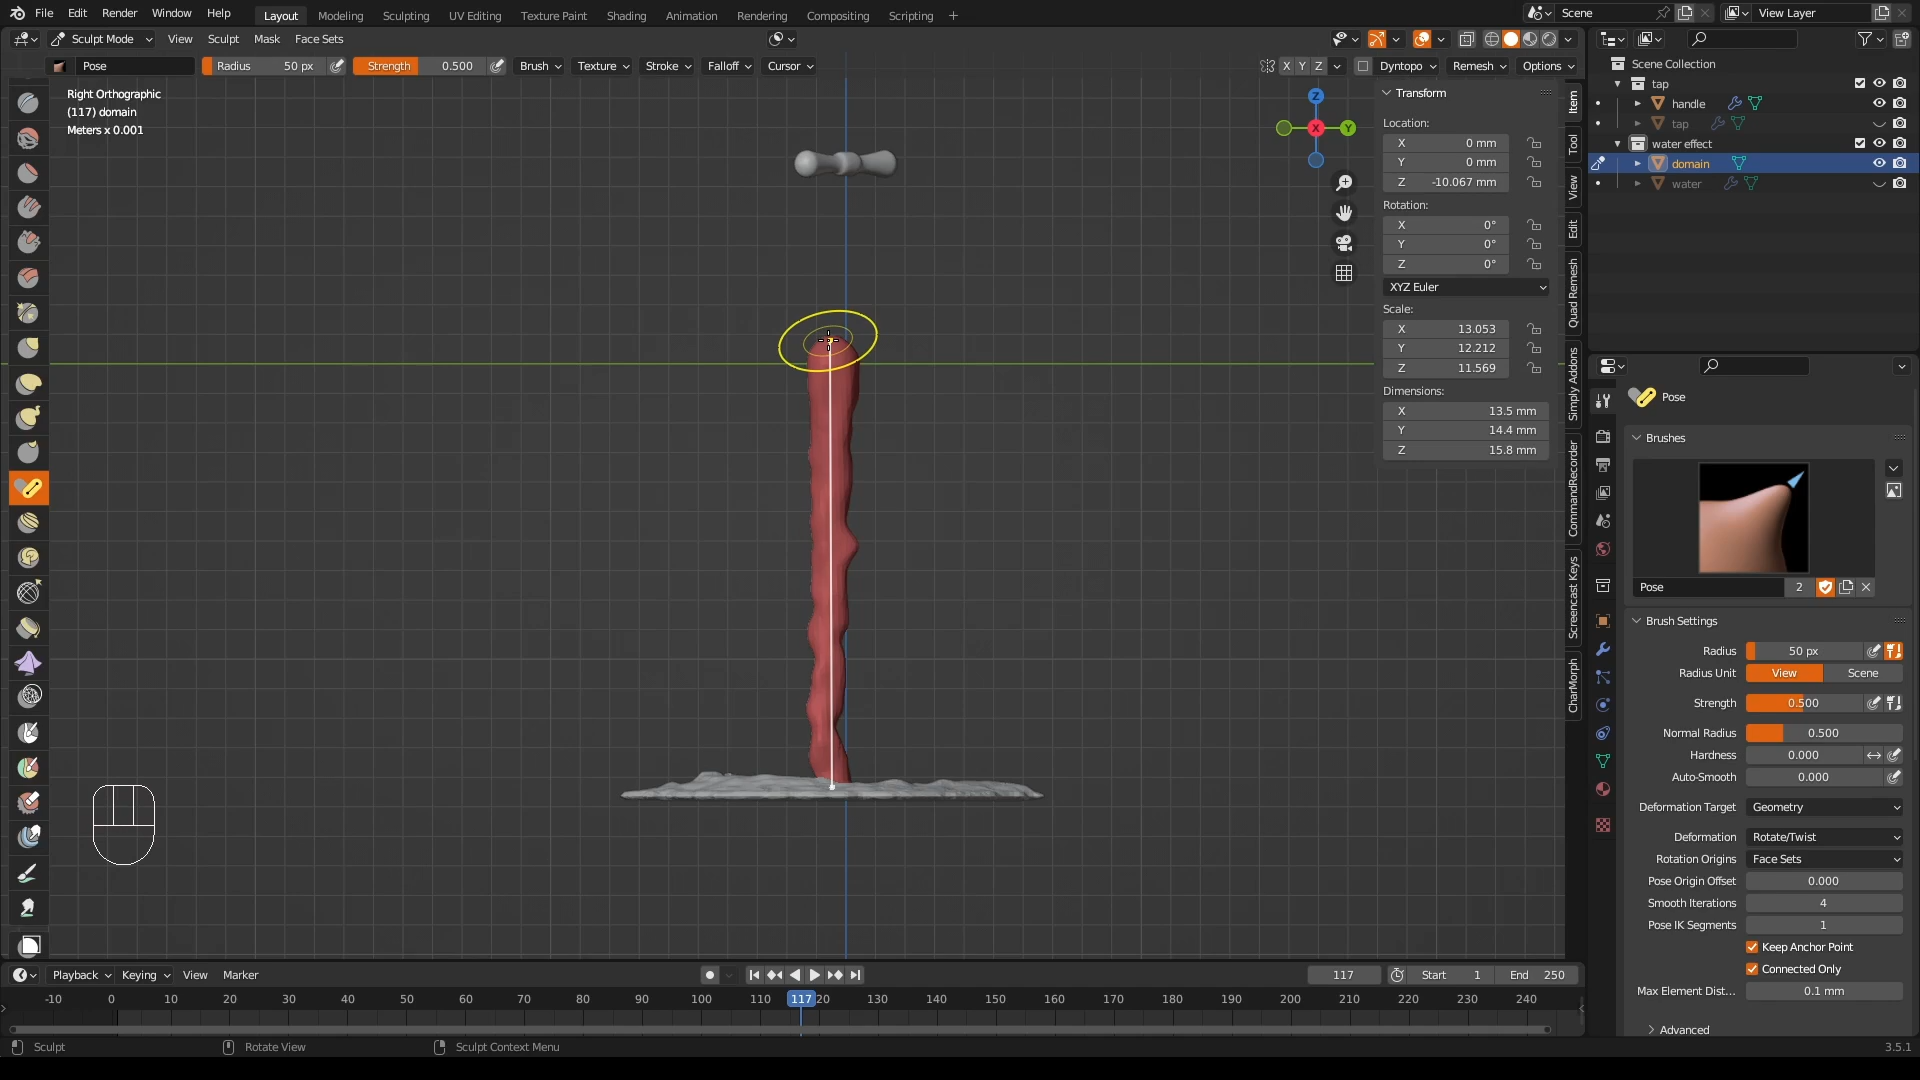 File Edit Render Window Help Layout Modeling Sculpting UV Editing Texture Paint Shading Animation Rendering Compositing Scripting + Scene View Layer
Sculpt Mode View Sculpt Mask Face Sets
Pose Radius 50 px Strength 0.500 Brush Texture Stroke Falloff Cursor X Y Z Dyntopo Remesh Options
Right Orthographic
(117) domain
Meters x 0.001
Z
X
Y
Transform
Location:
X 0 mm
Y 0 mm
Z -10.067 mm
Rotation:
X 0°
Y 0°
Z 0°
XYZ Euler
Scale:
X 13.053
Y 12.212
Z 11.569
Dimensions:
X 13.5 mm
Y 14.4 mm
Z 15.8 mm
Item
Tool
View
Edit
Quad Remesh
Simply Addons
CommandRecorder
Screencast Keys
CharMorph
Scene Collection
tap
handle
tap
water effect
domain
water
Pose
Brushes
Pose 2
Brush Settings
Radius 50 px
Radius Unit View Scene
Strength 0.500
Normal Radius 0.500
Hardness 0.000
Auto-Smooth 0.000
Deformation Target Geometry
Deformation Rotate/Twist
Rotation Origins Face Sets
Pose Origin Offset 0.000
Smooth Iterations 4
Pose IK Segments 1
Keep Anchor Point
Connected Only
Max Element Dist... 0.1 mm
Advanced
Playback Keying View Marker 117 Start 1 End 250
-10 0 10 20 30 40 50 60 70 80 90 100 110 117 20 130 140 150 160 170 180 190 200 210 220 230 240
Sculpt Rotate View Sculpt Context Menu 3.5.1